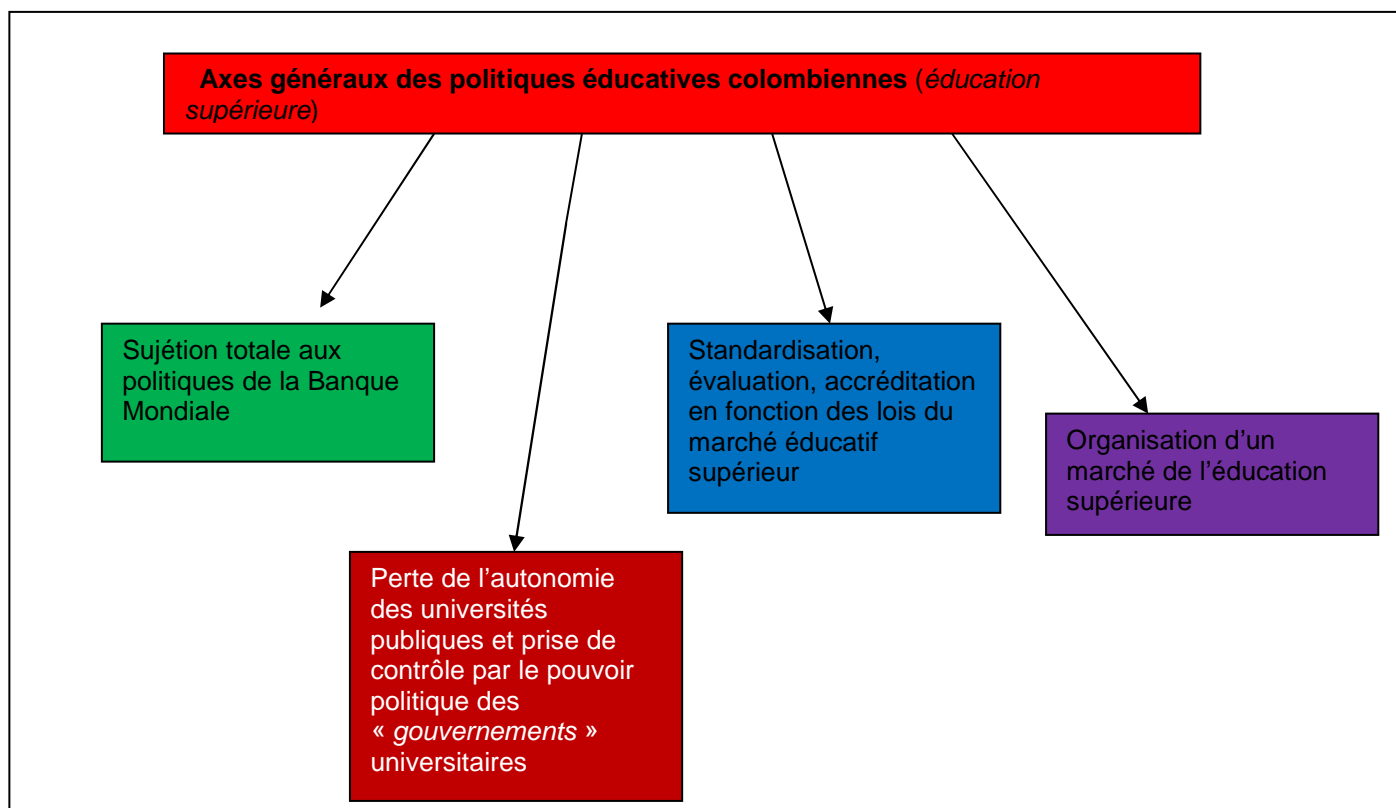 Axes généraux des politiques éducatives colombiennes (éducation
supérieure)
Sujétion totale aux
politiques de la Banque
Mondiale
Perte de l’autonomie
des universités
publiques et prise de
contrôle par le pouvoir
politique des
« gouvernements »
universitaires
Standardisation,
évaluation, accréditation
en fonction des lois du
marché éducatif
supérieur
Organisation d’un
marché de l’éducation
supérieure